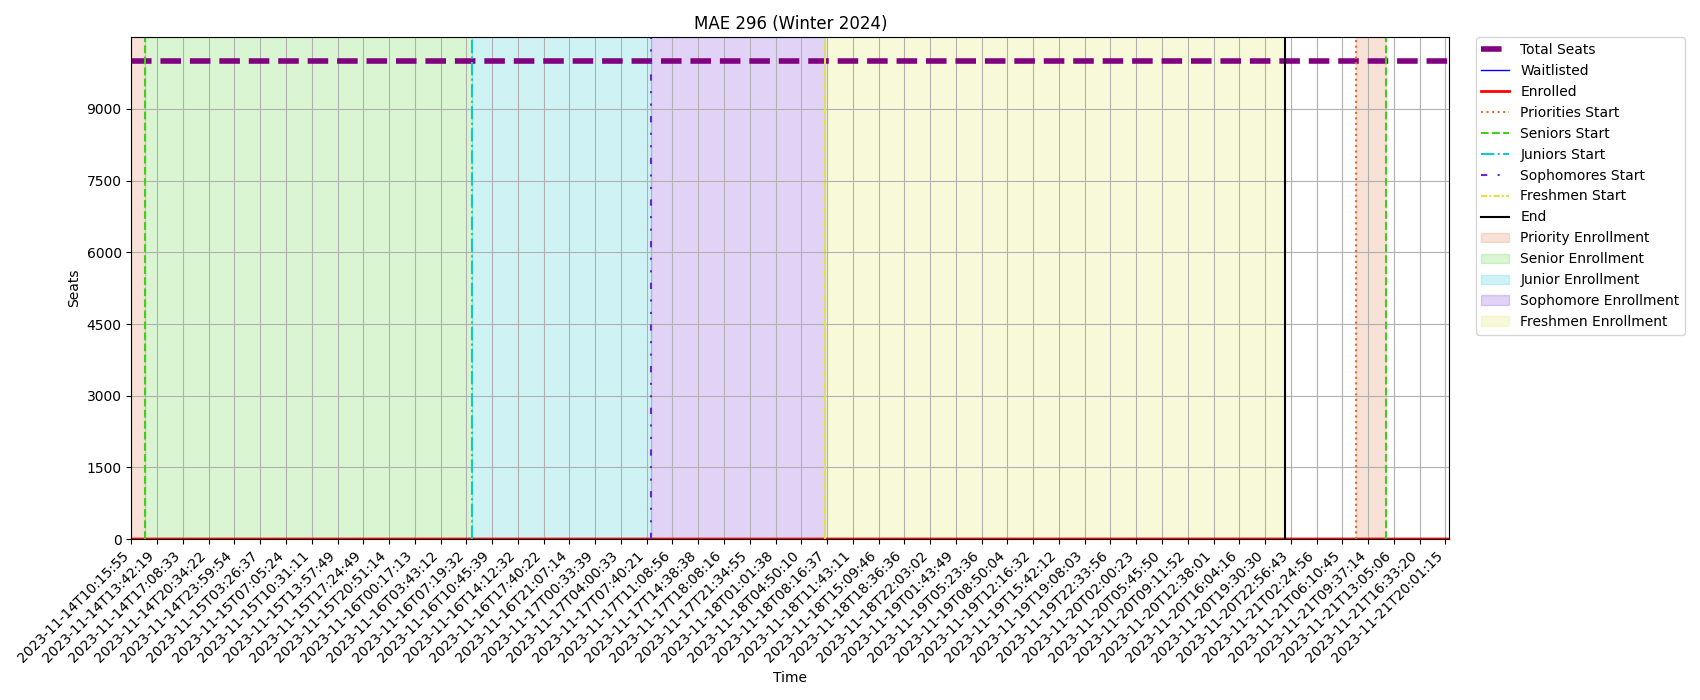 MAE 296 (Winter 2024)
Seats
9000
7500
6000
4500
3000
1500
0
2023-11-14T10:15:55
2023-11-14T13:42:19
2023-11-14T17:08:33
2023-11-14T20:34:22
2023-11-14T23:59:54
2023-11-15T03:26:37
2023-11-15T07:05:24
2023-11-15T10:31:11
2023-11-15T13:57:49
2023-11-15T17:24:49
2023-11-15T20:51:14
2023-11-16T00:17:13
2023-11-16T03:43:12
2023-11-16T07:19:32
2023-11-16T10:45:39
2023-11-16T14:12:32
2023-11-16T17:40:22
2023-11-16T21:07:14
2023-11-17T00:33:39
2023-11-17T04:00:33
2023-11-17T07:40:21
2023-11-17T11:08:56
2023-11-17T14:38:38
2023-11-17T18:08:16
2023-11-17T21:34:55
2023-11-18T01:01:38
2023-11-18T04:50:10
2023-11-18T08:16:37
2023-11-18T11:43:11
2023-11-18T15:09:46
2023-11-18T18:36:36
2023-11-18T22:03:02
2023-11-19T01:43:49
2023-11-19T05:23:36
2023-11-19T08:50:04
2023-11-19T12:16:32
2023-11-19T15:42:12
2023-11-19T19:08:03
2023-11-19T22:33:56
2023-11-20T02:00:23
2023-11-20T05:45:50
2023-11-20T09:11:52
2023-11-20T12:38:01
2023-11-20T16:04:16
2023-11-20T19:30:30
2023-11-20T22:56:43
2023-11-21T02:24:56
2023-11-21T06:10:45
2023-11-21T09:37:14
2023-11-21T13:05:06
2023-11-21T16:33:20
2023-11-21T20:01:15
Time
Total Seats
Waitlisted
Enrolled
Priorities Start
Seniors Start
Juniors Start
Sophomores Start
Freshmen Start
End
Priority Enrollment
Senior Enrollment
Junior Enrollment
Sophomore Enrollment
Freshmen Enrollment